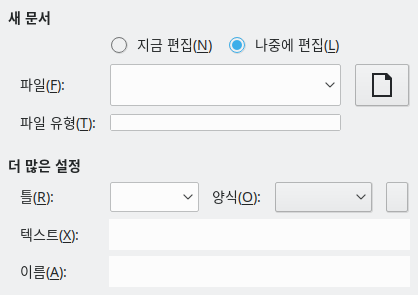 새 문서
지금 편집(N) 나중에 편집(L)
파일(F):
파일 유형(T):
더 많은 설정
틀(R): 양식(O):
텍스트(X):
이름(A):